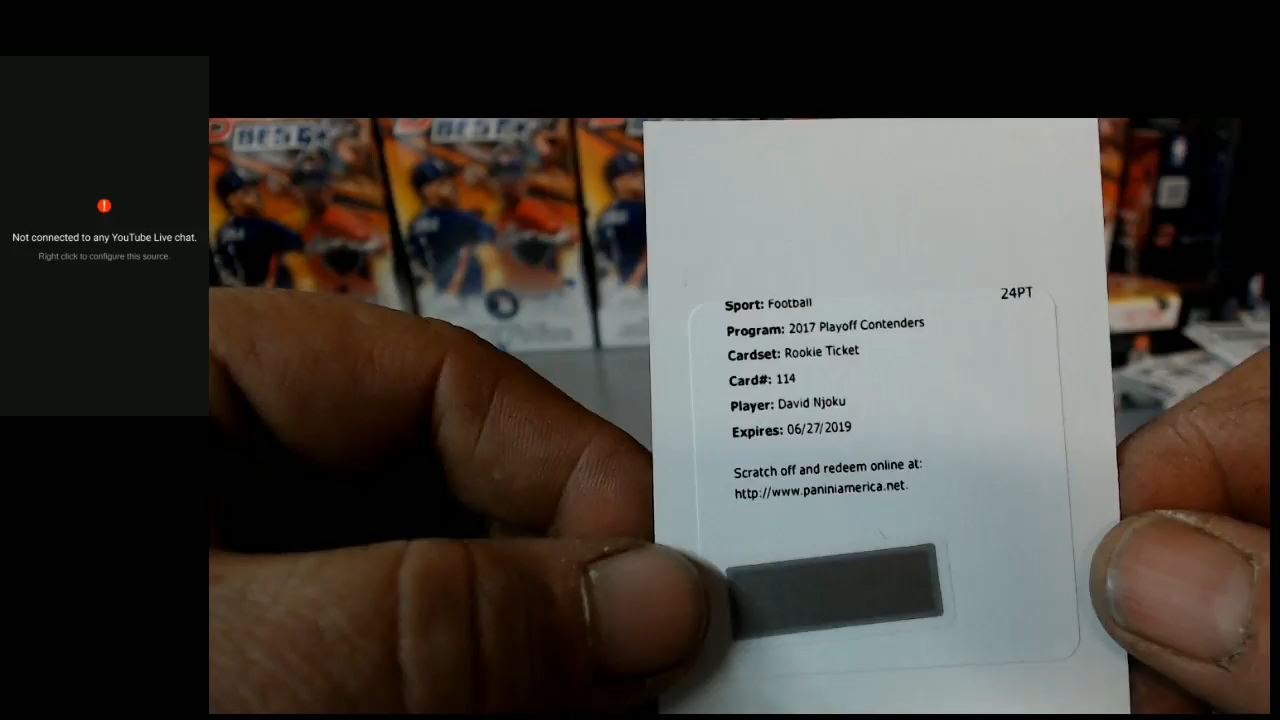 BEST
BEST
Not connected to any YouTube Live chat.
Right click to configure this source.
24PT
Sport: Football
Program: 2017 Playoff Contenders
Cardset: Rookie Ticket
Card#: 114
Player: David Njoku
Expires: 06/27/2019
Scratch off and redeem online at:
http://www.paniniamerica.net.